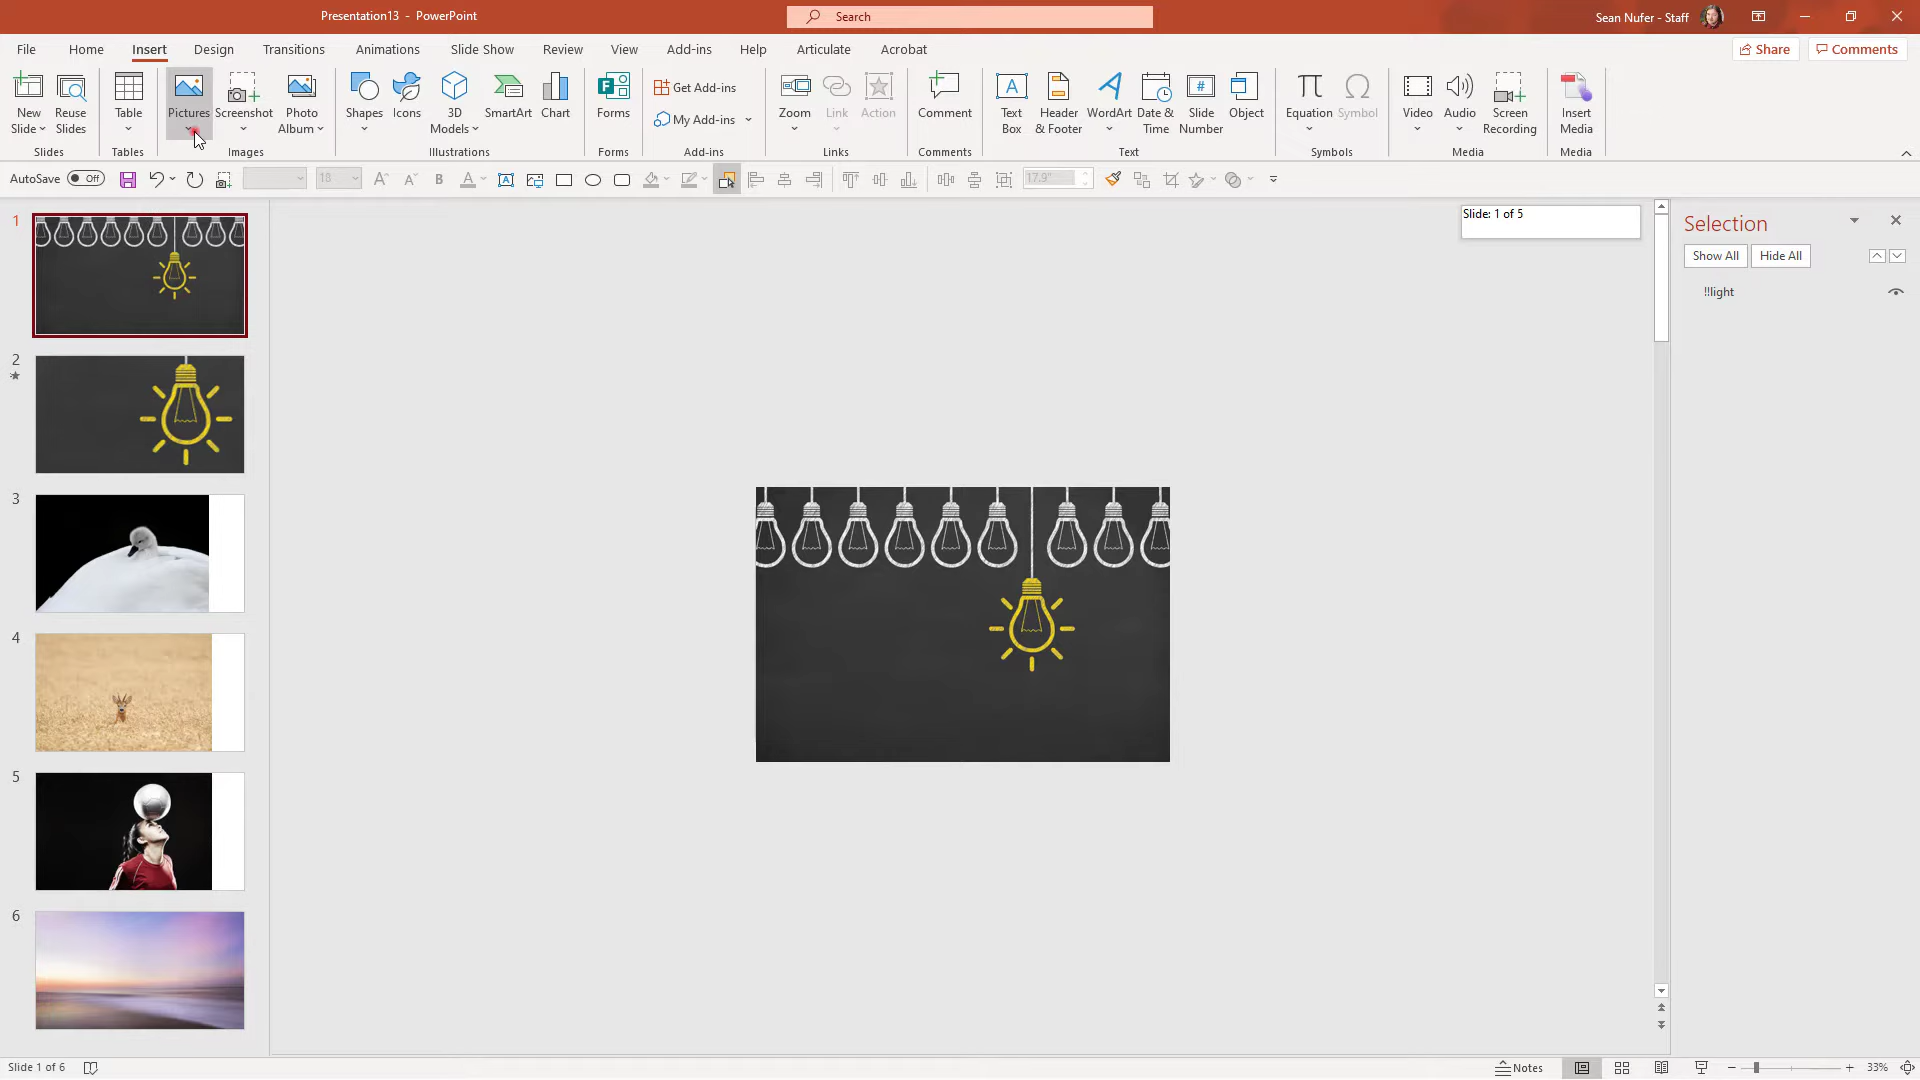 Presentation13 - PowerPoint
Search
Sean Nufer - Staff
File Home Insert Design Transitions Animations Slide Show Review View Add-ins Help Articulate Acrobat
Share Comments
New Slide
Reuse Slides
Table
Pictures
Screenshot
Photo Album
Shapes
Icons
3D Models
SmartArt
Chart
Forms
Get Add-ins
My Add-ins
Zoom
Link
Action
Comment
Text Box
Header & Footer
WordArt
Date & Time
Slide Number
Object
Equation
Symbol
Video
Audio
Screen Recording
Insert Media
Slides Tables Images Illustrations Forms Add-ins Links Comments Text Symbols Media Media
AutoSave Off
18
B
17.9"
Slide: 1 of 5
Selection
Show All Hide All
!!light
1
2
3
4
5
6
Slide 1 of 6
Notes
33%